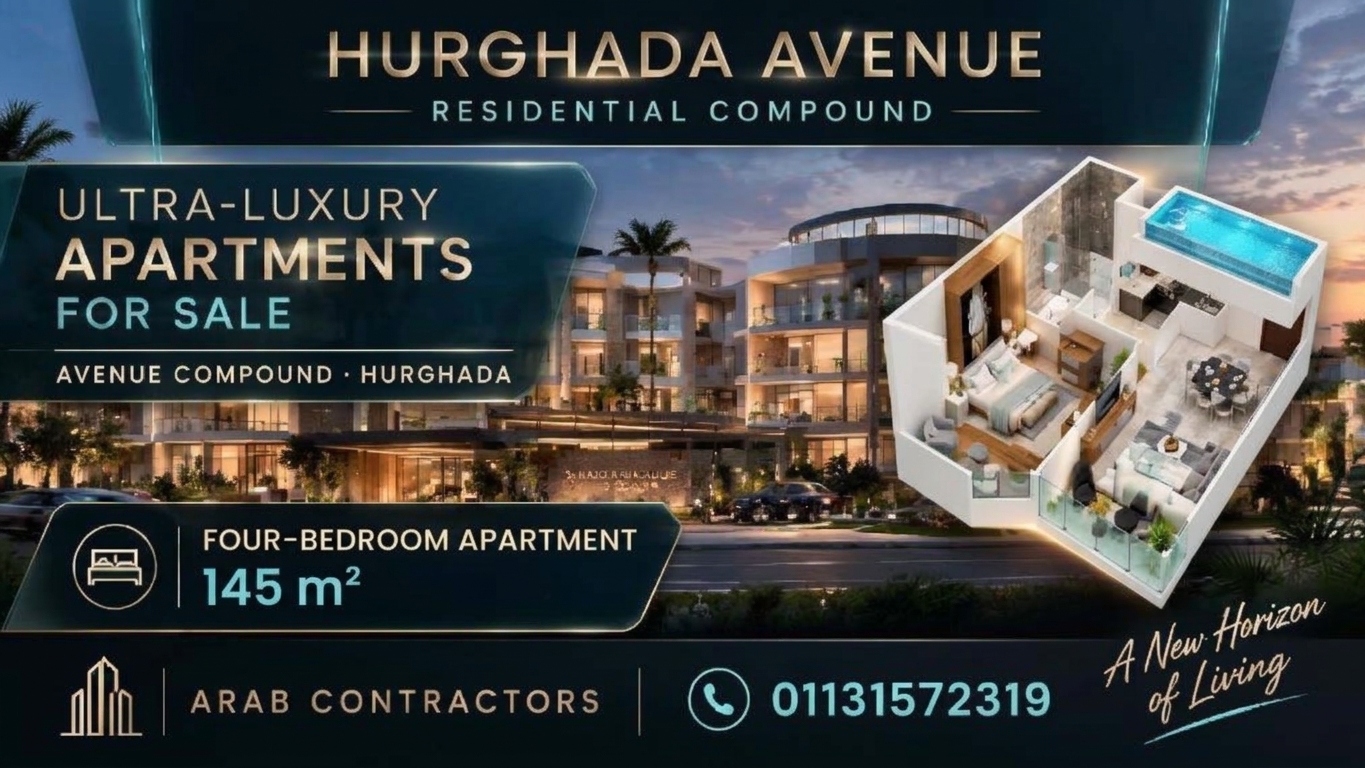 HURGHADA AVENUE
RESIDENTIAL COMPOUND
ULTRA-LUXURY
APARTMENTS
FOR SALE
AVENUE COMPOUND · HURGHADA
FOUR-BEDROOM APARTMENT
145 m²
ARAB CONTRACTORS
01131572319
A New Horizon
of Living